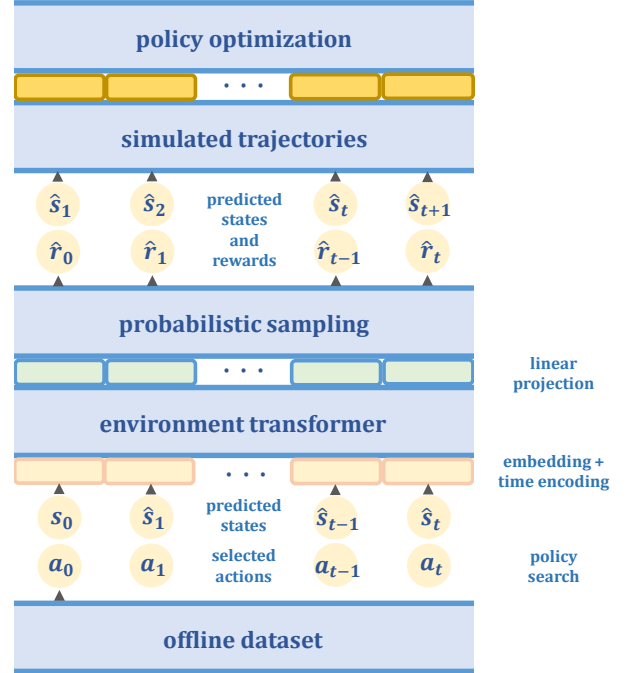 policy optimization
· · ·
simulated trajectories
ŝ₁ ŝ₂ predicted states and rewards ŝₜ ŝₜ₊₁
r̂₀ r̂₁ r̂ₜ₋₁ r̂ₜ
probabilistic sampling
· · ·
linear
projection
environment transformer
· · ·
embedding +
time encoding
s₀ ŝ₁ predicted states ŝₜ₋₁ ŝₜ
a₀ a₁ selected actions aₜ₋₁ aₜ
policy
search
offline dataset